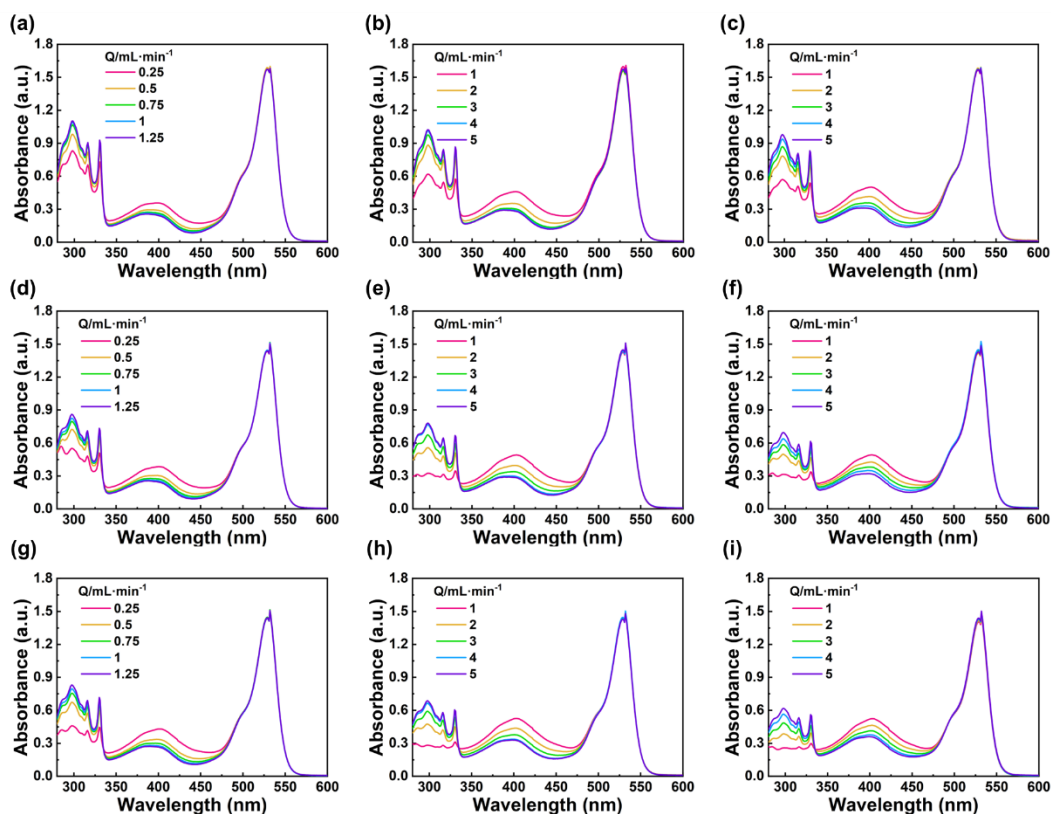 (a)
Q/mL·min⁻¹
0.25
0.5
0.75
1
1.25
Absorbance (a.u.)
1.8
1.5
1.2
0.9
0.6
0.3
0.0
300 350 400 450 500 550 600
Wavelength (nm)
(b)
Q/mL·min⁻¹
1
2
3
4
5
Absorbance (a.u.)
1.8
1.5
1.2
0.9
0.6
0.3
0.0
300 350 400 450 500 550 600
Wavelength (nm)
(c)
Q/mL·min⁻¹
1
2
3
4
5
Absorbance (a.u.)
1.8
1.5
1.2
0.9
0.6
0.3
0.0
300 350 400 450 500 550 600
Wavelength (nm)
(d)
Q/mL·min⁻¹
0.25
0.5
0.75
1
1.25
Absorbance (a.u.)
1.8
1.5
1.2
0.9
0.6
0.3
0.0
300 350 400 450 500 550 600
Wavelength (nm)
(e)
Q/mL·min⁻¹
1
2
3
4
5
Absorbance (a.u.)
1.8
1.5
1.2
0.9
0.6
0.3
0.0
300 350 400 450 500 550 600
Wavelength (nm)
(f)
Q/mL·min⁻¹
1
2
3
4
5
Absorbance (a.u.)
1.8
1.5
1.2
0.9
0.6
0.3
0.0
300 350 400 450 500 550 600
Wavelength (nm)
(g)
Q/mL·min⁻¹
0.25
0.5
0.75
1
1.25
Absorbance (a.u.)
1.8
1.5
1.2
0.9
0.6
0.3
0.0
300 350 400 450 500 550 600
Wavelength (nm)
(h)
Q/mL·min⁻¹
1
2
3
4
5
Absorbance (a.u.)
1.8
1.5
1.2
0.9
0.6
0.3
0.0
300 350 400 450 500 550 600
Wavelength (nm)
(i)
Q/mL·min⁻¹
1
2
3
4
5
Absorbance (a.u.)
1.8
1.5
1.2
0.9
0.6
0.3
0.0
300 350 400 450 500 550 600
Wavelength (nm)